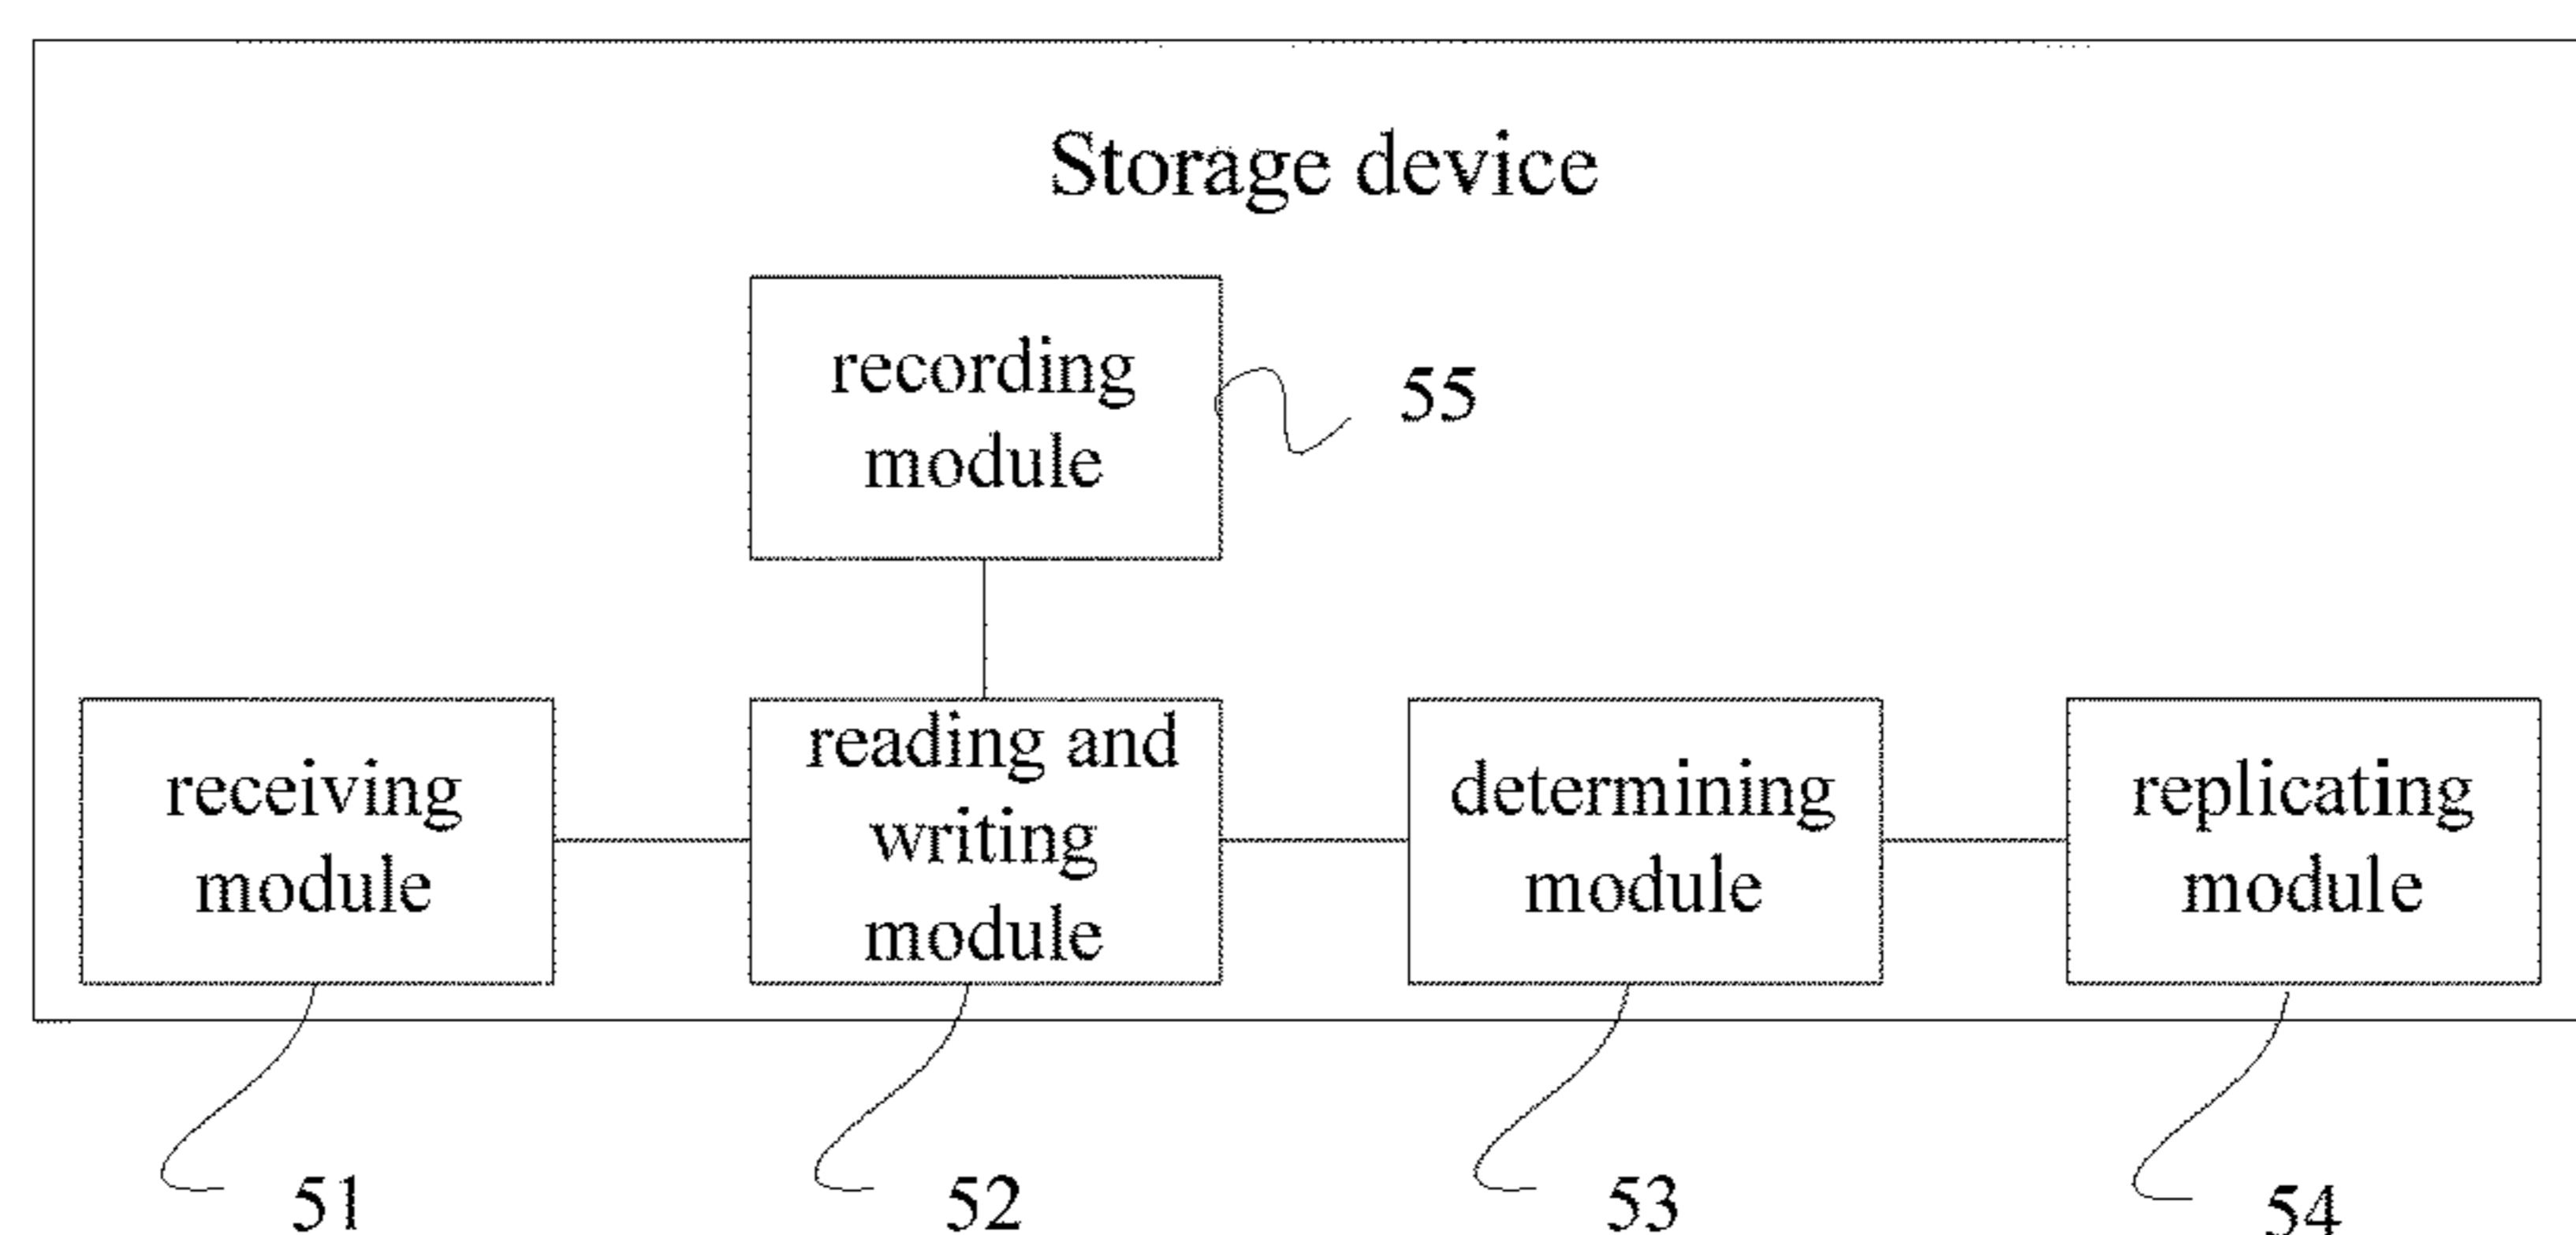 Storage device
recording
module
55
receiving
module
reading and
writing
module
determining
module
replicating
module
51
52
53
54